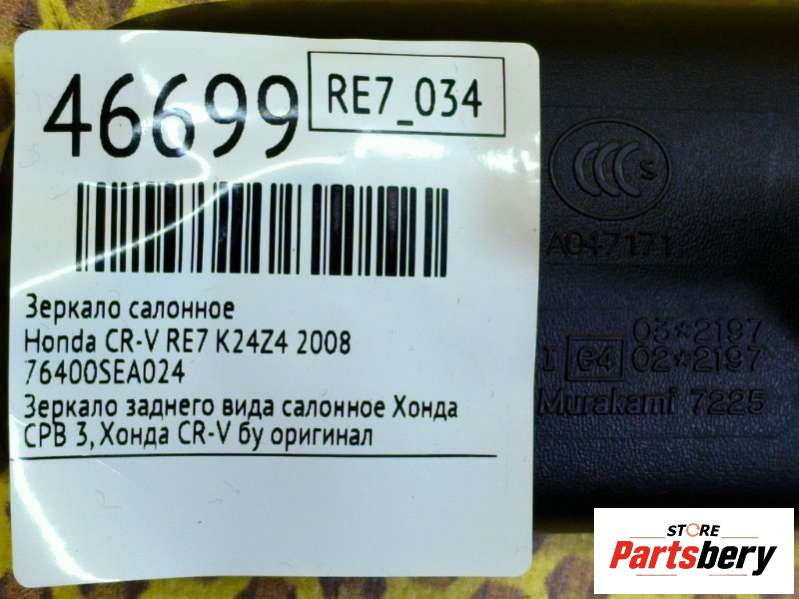 46699
RE7_034
Зеркало салонное
Honda CR-V RE7 K24Z4 2008
76400SEA024
Зеркало заднего вида салонное Хонда
СРВ 3, Хонда CR-V бу оригинал
CCC S
A047171
03*2197
I E4 02*2197
Murakami 7225
STORE
Partsbery